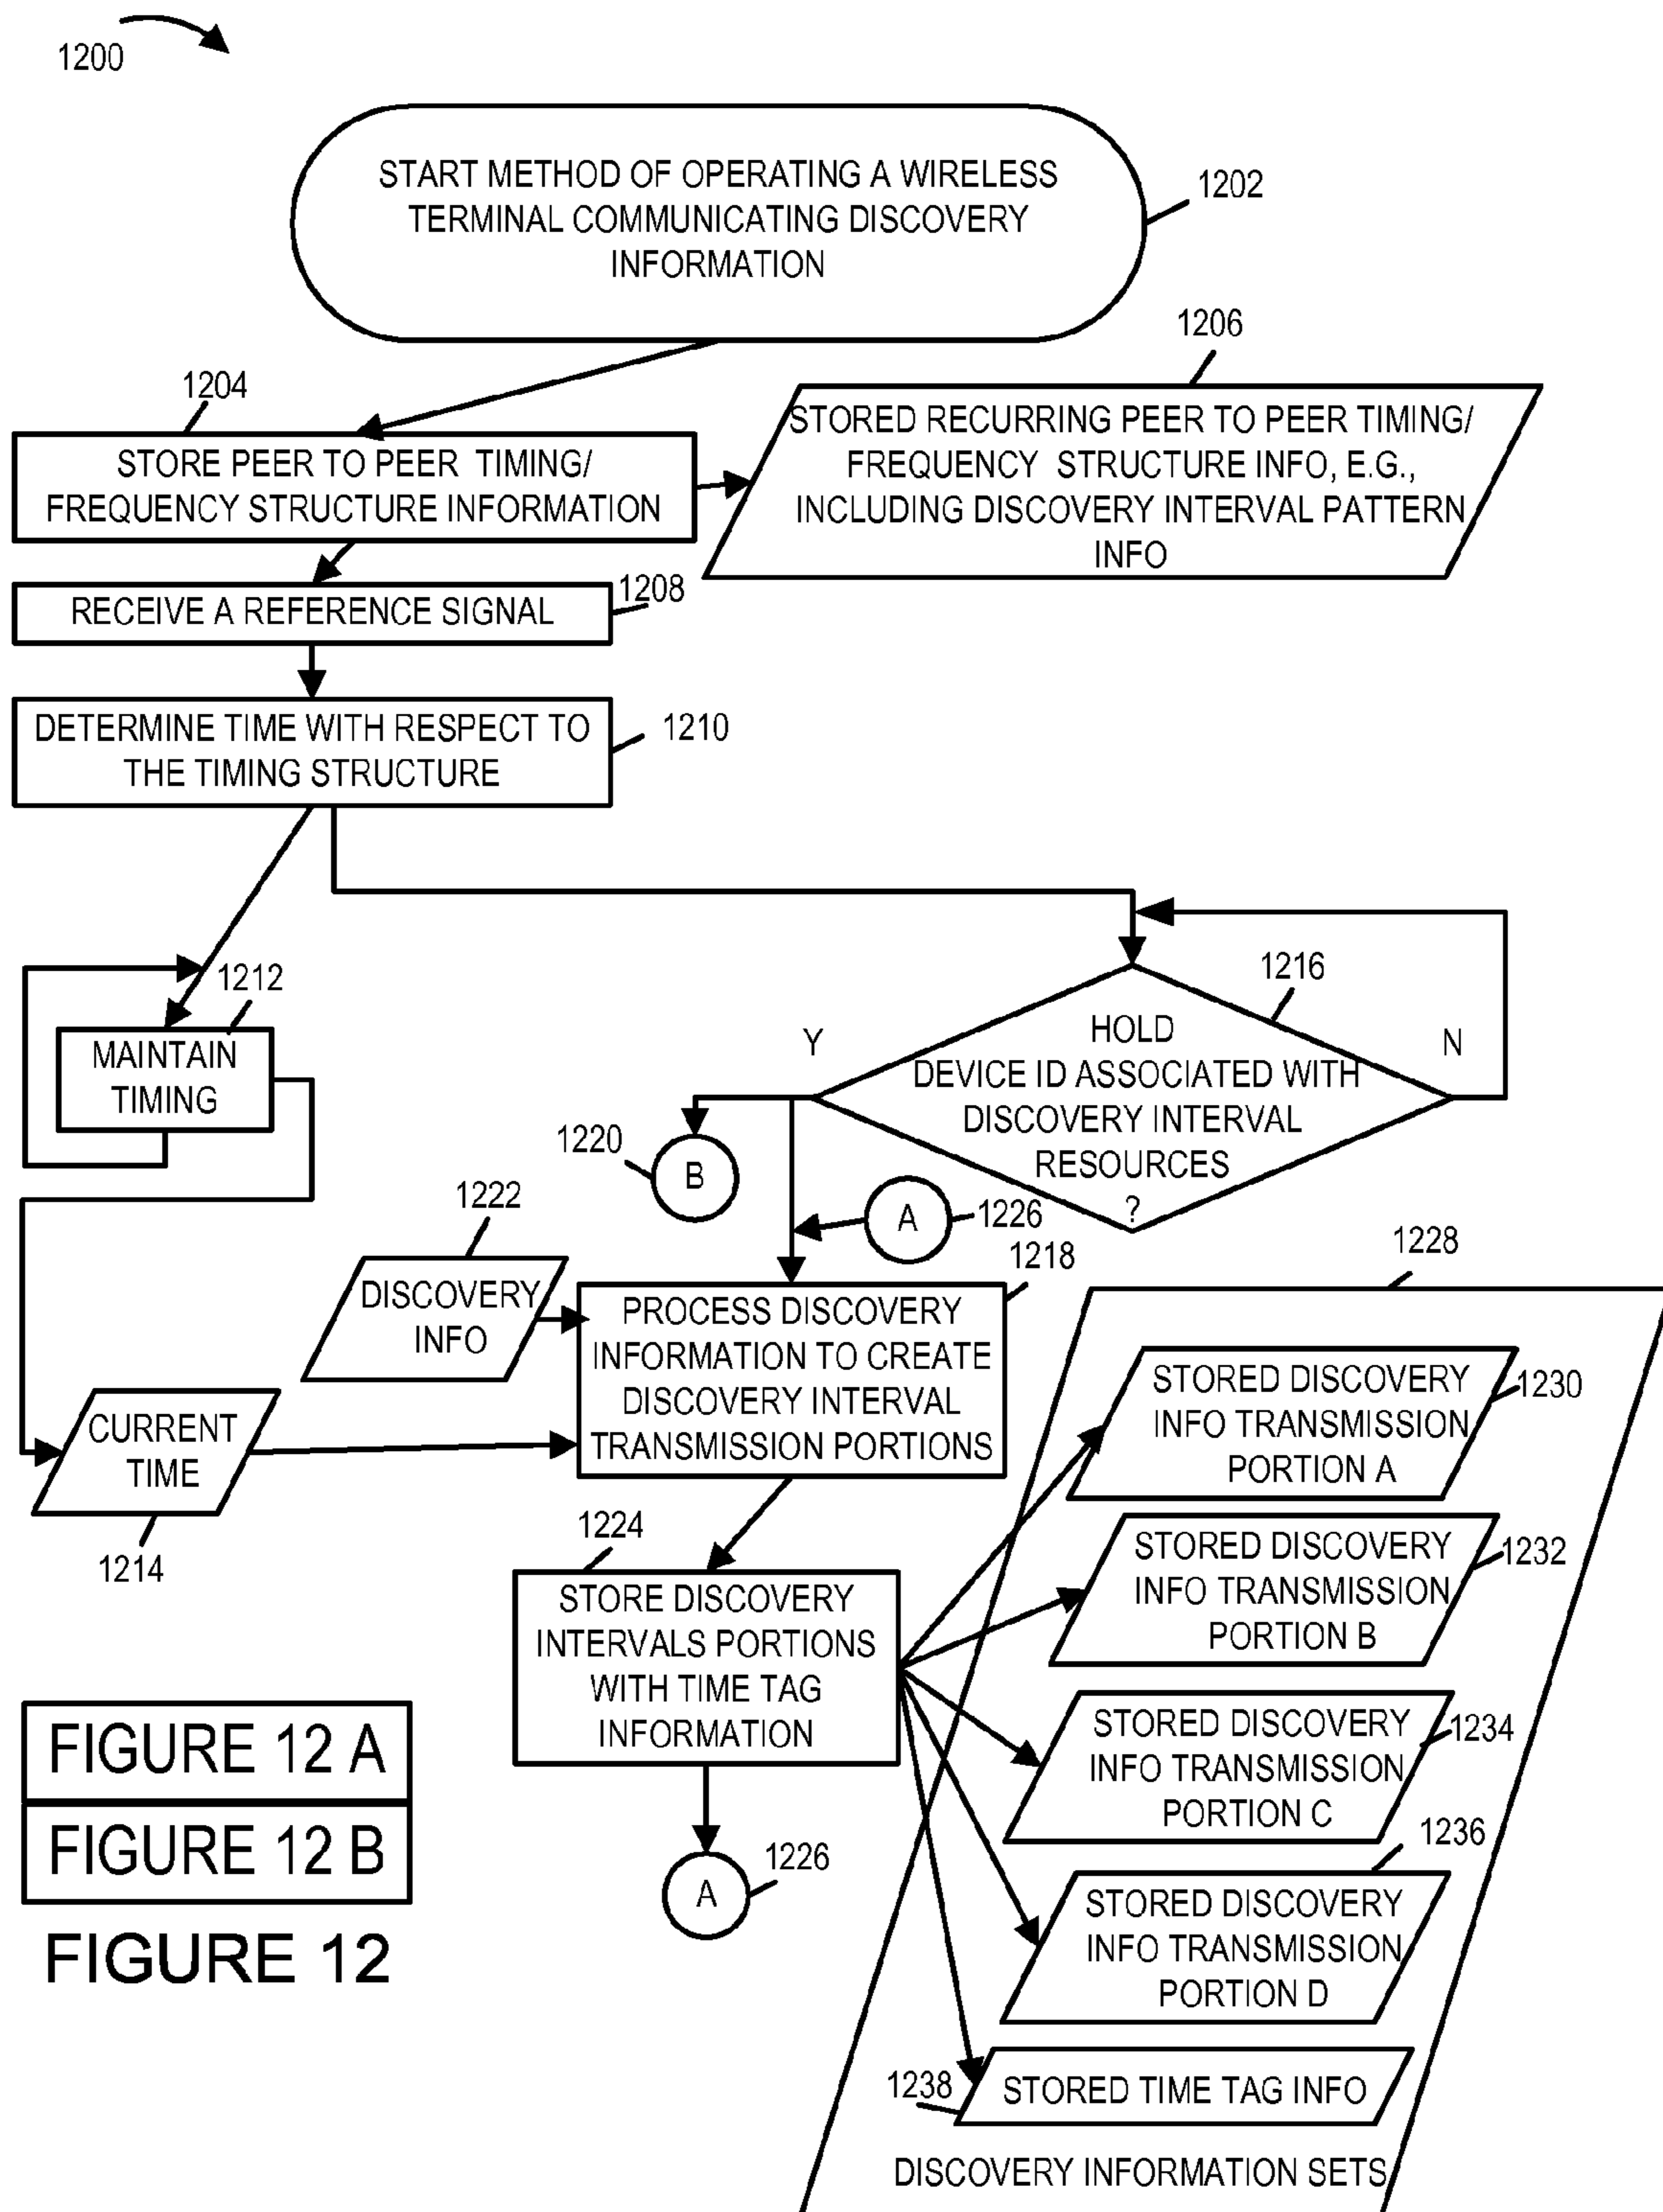 1200
START METHOD OF OPERATING A WIRELESS
TERMINAL COMMUNICATING DISCOVERY
INFORMATION
1202
1204
STORE PEER TO PEER TIMING/
FREQUENCY STRUCTURE INFORMATION
1206
STORED RECURRING PEER TO PEER TIMING/
FREQUENCY STRUCTURE INFO, E.G.,
INCLUDING DISCOVERY INTERVAL PATTERN
INFO
RECEIVE A REFERENCE SIGNAL
1208
DETERMINE TIME WITH RESPECT TO
THE TIMING STRUCTURE
1210
1212
MAINTAIN
TIMING
1216
Y
HOLD
DEVICE ID ASSOCIATED WITH
DISCOVERY INTERVAL
RESOURCES
?
N
1220
B
A
1226
1222
DISCOVERY
INFO
1218
PROCESS DISCOVERY
INFORMATION TO CREATE
DISCOVERY INTERVAL
TRANSMISSION PORTIONS
CURRENT
TIME
1214
1224
STORE DISCOVERY
INTERVALS PORTIONS
WITH TIME TAG
INFORMATION
A
1226
1228
STORED DISCOVERY
INFO TRANSMISSION
PORTION A
1230
STORED DISCOVERY
INFO TRANSMISSION
PORTION B
1232
STORED DISCOVERY
INFO TRANSMISSION
PORTION C
1234
1236
STORED DISCOVERY
INFO TRANSMISSION
PORTION D
1238
STORED TIME TAG INFO
DISCOVERY INFORMATION SETS
FIGURE 12 A
FIGURE 12 B
FIGURE 12